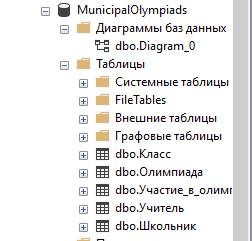 MunicipalOlympiads
Диаграммы баз данных
dbo.Diagram_0
Таблицы
Системные таблицы
FileTables
Внешние таблицы
Графовые таблицы
dbo.Класс
dbo.Олимпиада
dbo.Участие_в_олимп
dbo.Учитель
dbo.Школьник